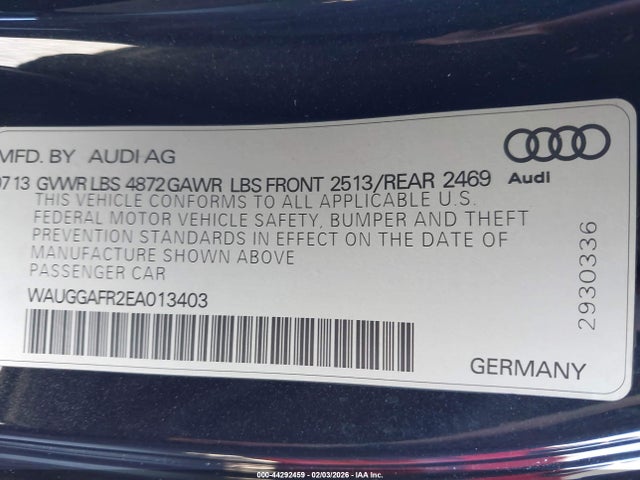 MFD. BY AUDI AG
0713 GVWR LBS 4872 GAWR LBS FRONT 2513/REAR 2469
Audi
THIS VEHICLE CONFORMS TO ALL APPLICABLE U.S.
FEDERAL MOTOR VEHICLE SAFETY, BUMPER AND THEFT
PREVENTION STANDARDS IN EFFECT ON THE DATE OF
MANUFACTURE SHOWN ABOVE
PASSENGER CAR
WAUGGAFR2EA013403
2930336
GERMANY
000-44292459 - 02/03/2026 - IAA Inc.